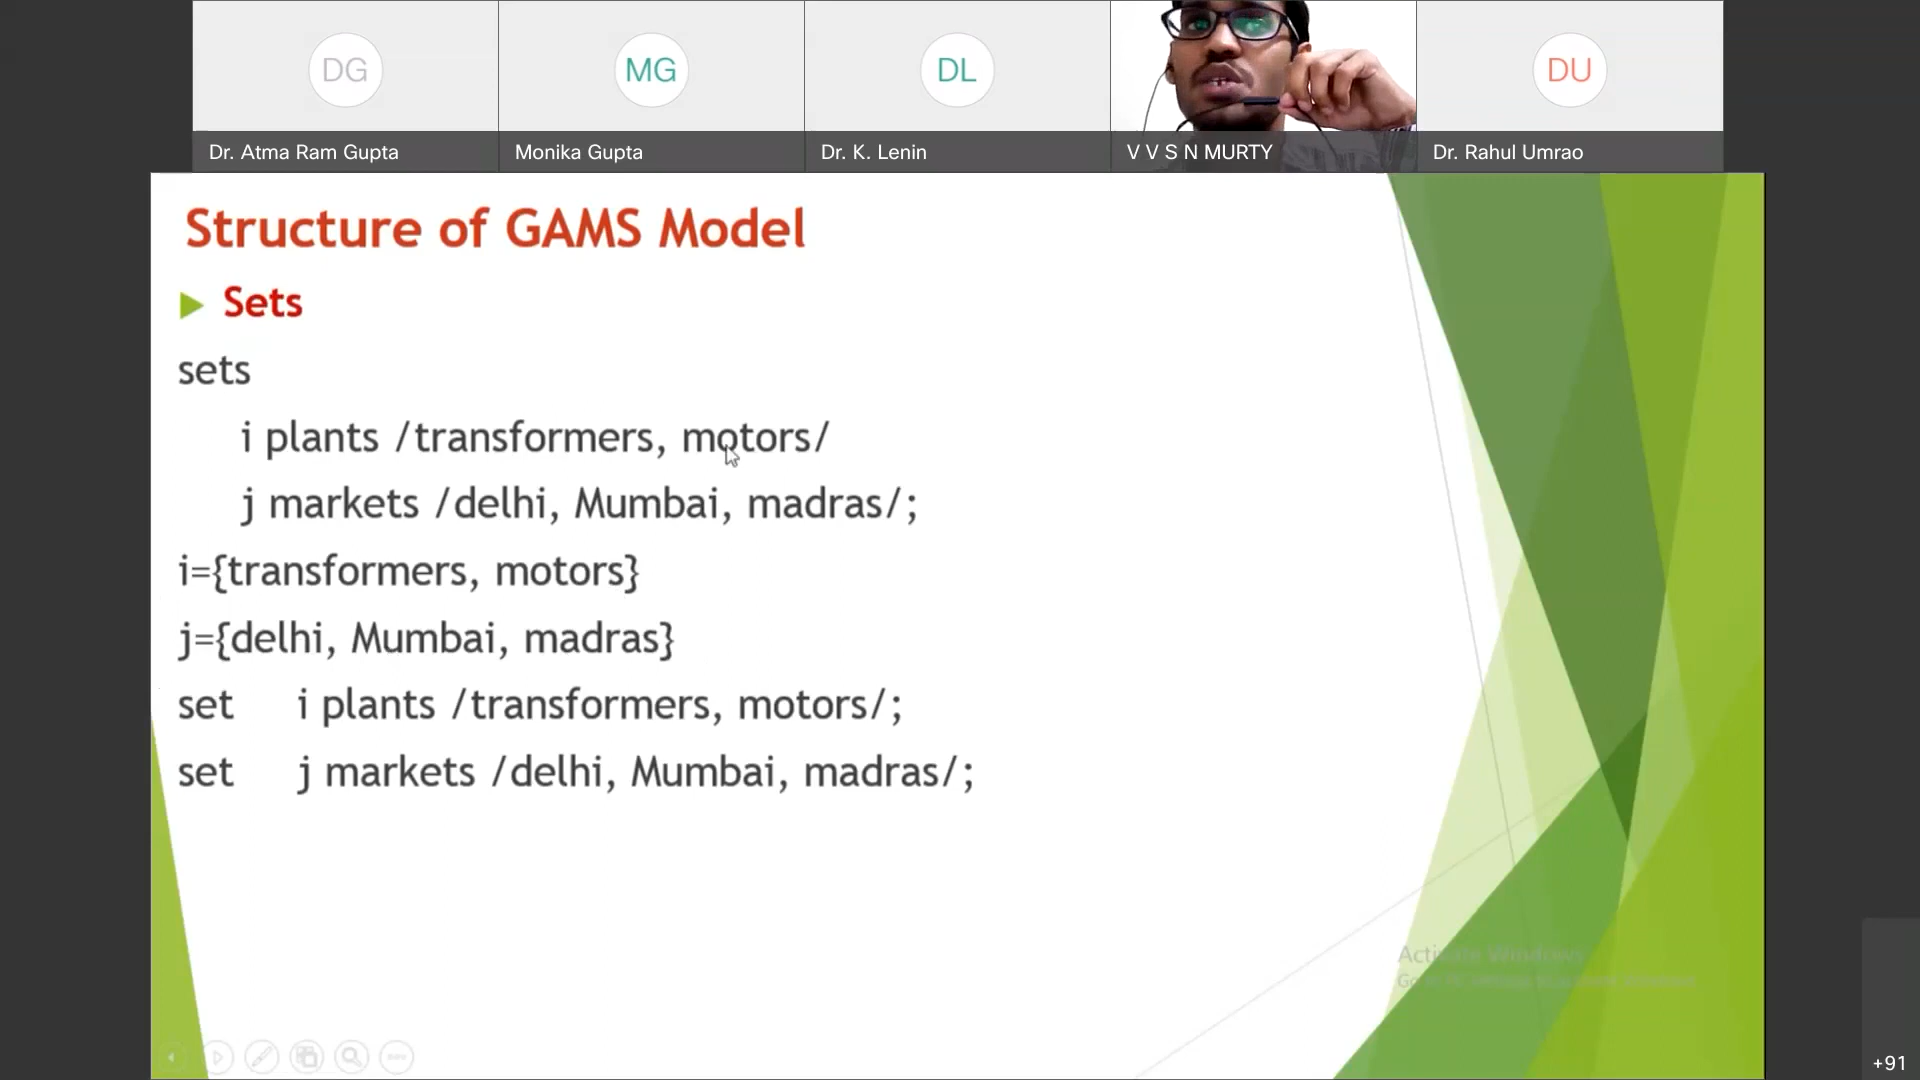 DG
MG
DL
DU
Dr. Atma Ram Gupta
Monika Gupta
Dr. K. Lenin
V V S N MURTY
Dr. Rahul Umrao
Structure of GAMS Model
Sets
sets
i plants /transformers, motors/
j markets /delhi, Mumbai, madras/;
i={transformers, motors}
j={delhi, Mumbai, madras}
set i plants /transformers, motors/;
set j markets /delhi, Mumbai, madras/;
Activate Windows
+91